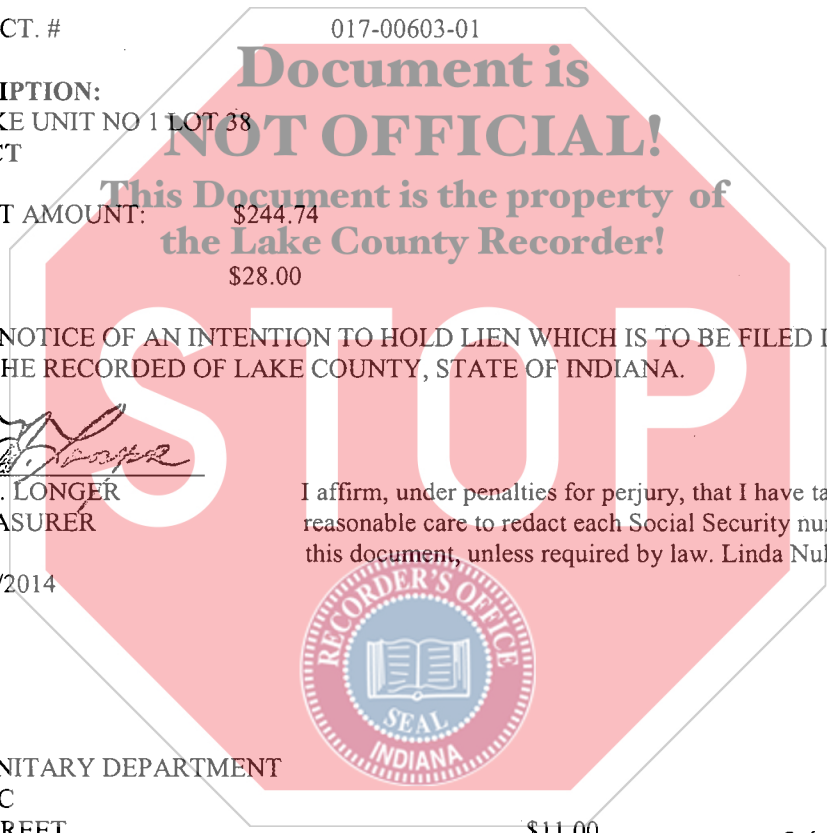 CT. # 017-00603-01
Document is
IPTION:
KE UNIT NO 1 LOT 38
NOT OFFICIAL!
CT
This Document is the property of
T AMOUNT: $244.74
the Lake County Recorder!
$28.00
NOTICE OF AN INTENTION TO HOLD LIEN WHICH IS TO BE FILED I
HE RECORDED OF LAKE COUNTY, STATE OF INDIANA.
STOP
. LONGER I affirm, under penalties for perjury, that I have ta
ASURER reasonable care to redact each Social Security nu
this document, unless required by law. Linda Nu
/2014
RECORDER'S OFFICE
SEAL
INDIANA
NITARY DEPARTMENT
C
REET $11.00